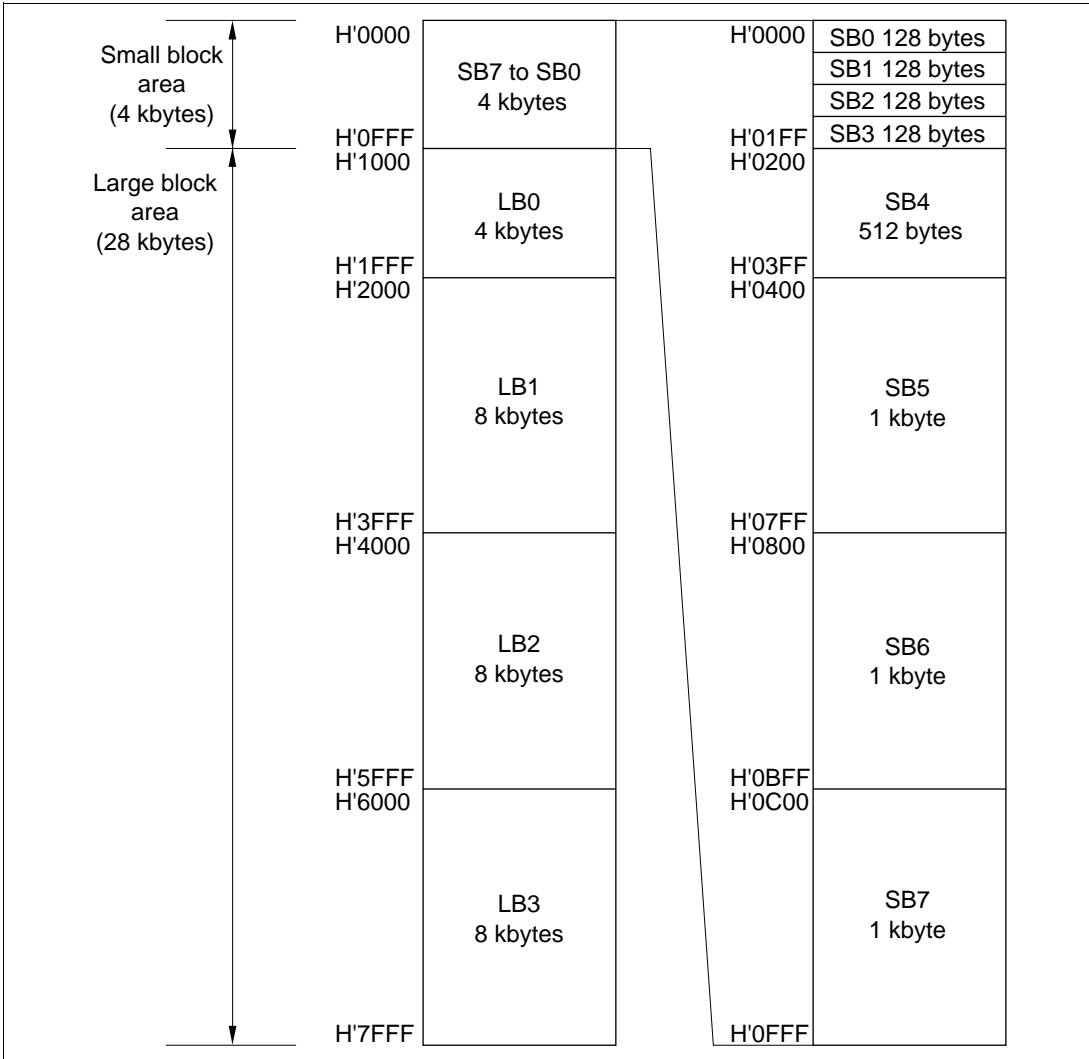 Small block
area
(4 kbytes)
Large block
area
(28 kbytes)
H'0000
SB7 to SB0
4 kbytes
H'0FFF
H'1000
LB0
4 kbytes
H'1FFF
H'2000
LB1
8 kbytes
H'3FFF
H'4000
LB2
8 kbytes
H'5FFF
H'6000
LB3
8 kbytes
H'7FFF
H'0000
SB0 128 bytes
SB1 128 bytes
SB2 128 bytes
SB3 128 bytes
H'01FF
H'0200
SB4
512 bytes
H'03FF
H'0400
SB5
1 kbyte
H'07FF
H'0800
SB6
1 kbyte
H'0BFF
H'0C00
SB7
1 kbyte
H'0FFF